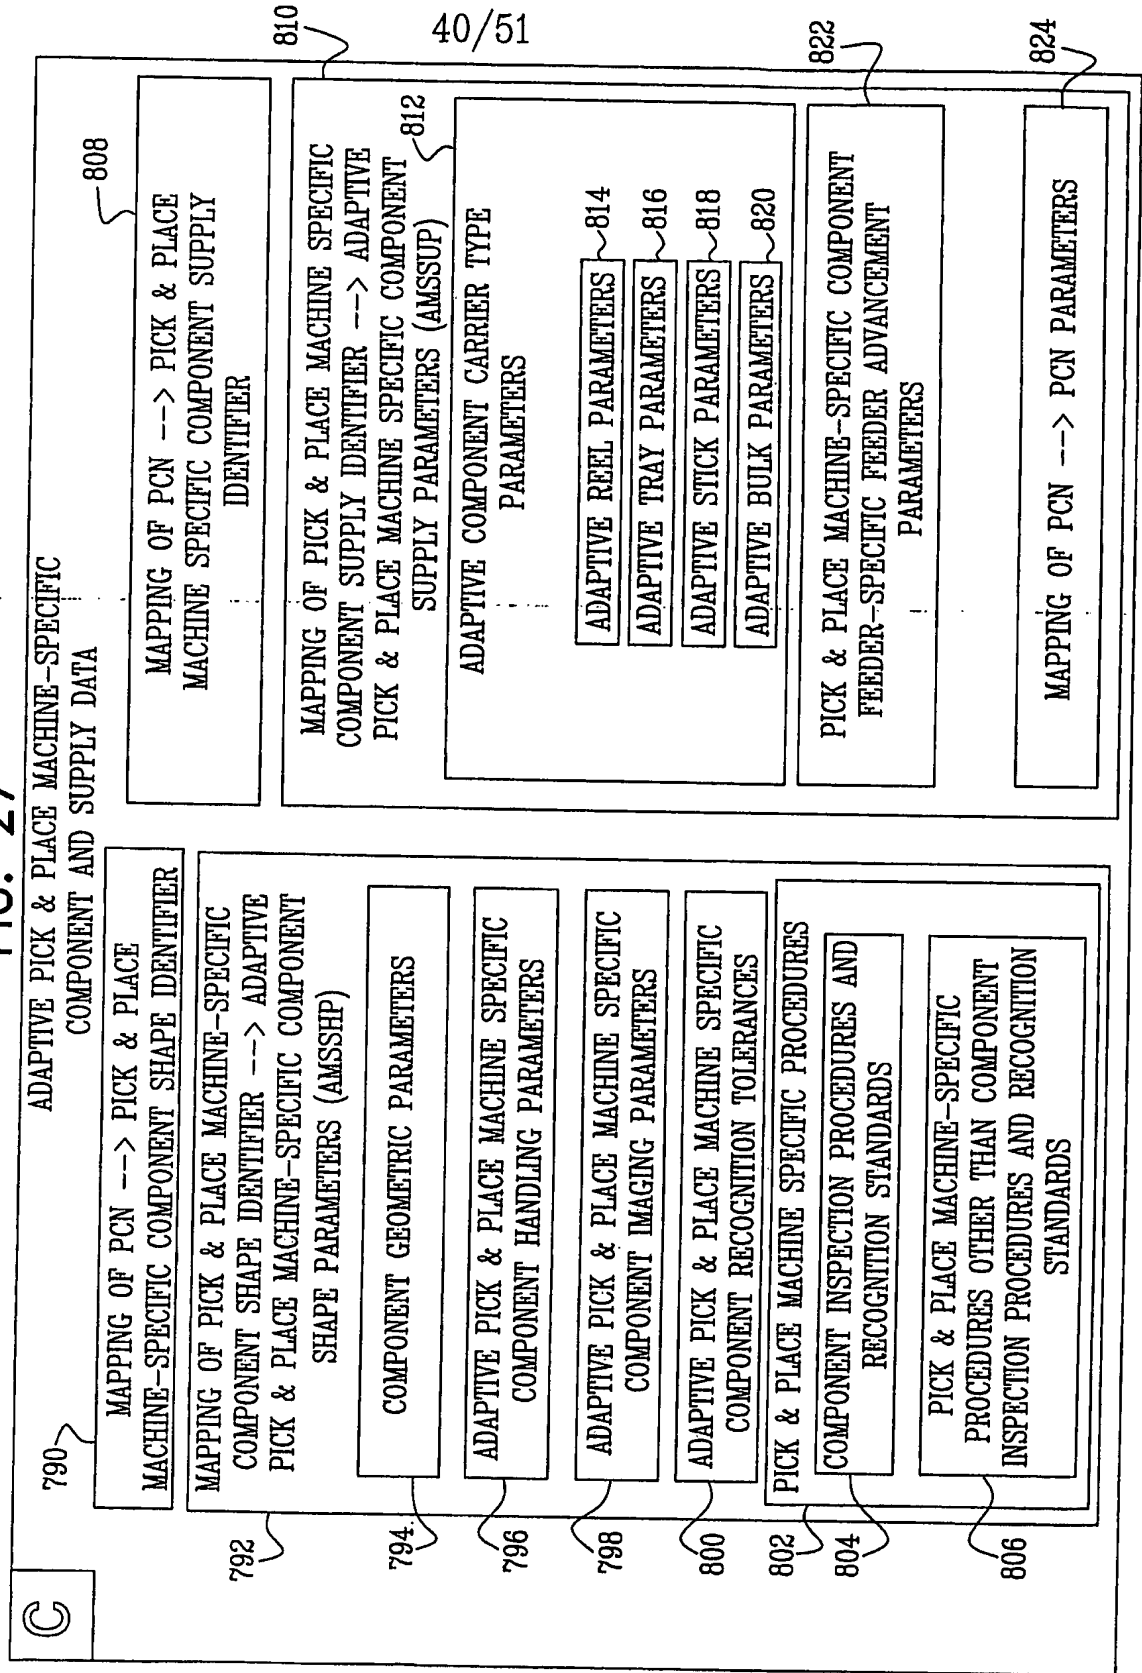 40/51
FIG. 27
C
ADAPTIVE PICK & PLACE MACHINE-SPECIFIC
COMPONENT AND SUPPLY DATA
790
MAPPING OF PCN --> PICK & PLACE
MACHINE-SPECIFIC COMPONENT SHAPE IDENTIFIER
792
MAPPING OF PICK & PLACE MACHINE-SPECIFIC
COMPONENT SHAPE IDENTIFIER --> ADAPTIVE
PICK & PLACE MACHINE-SPECIFIC COMPONENT
SHAPE PARAMETERS (AMSSHP)
794
COMPONENT GEOMETRIC PARAMETERS
796
ADAPTIVE PICK & PLACE MACHINE SPECIFIC
COMPONENT HANDLING PARAMETERS
798
ADAPTIVE PICK & PLACE MACHINE SPECIFIC
COMPONENT IMAGING PARAMETERS
800
ADAPTIVE PICK & PLACE MACHINE SPECIFIC
COMPONENT RECOGNITION TOLERANCES
802
PICK & PLACE MACHINE SPECIFIC PROCEDURES
804
COMPONENT INSPECTION PROCEDURES AND
RECOGNITION STANDARDS
806
PICK & PLACE MACHINE-SPECIFIC
PROCEDURES OTHER THAN COMPONENT
INSPECTION PROCEDURES AND RECOGNITION
STANDARDS
808
MAPPING OF PCN --> PICK & PLACE
MACHINE SPECIFIC COMPONENT SUPPLY
IDENTIFIER
810
MAPPING OF PICK & PLACE MACHINE SPECIFIC
COMPONENT SUPPLY IDENTIFIER --> ADAPTIVE
PICK & PLACE MACHINE SPECIFIC COMPONENT
SUPPLY PARAMETERS (AMSSUP)
812
ADAPTIVE COMPONENT CARRIER TYPE
PARAMETERS
ADAPTIVE REEL PARAMETERS 814
ADAPTIVE TRAY PARAMETERS 816
ADAPTIVE STICK PARAMETERS 818
ADAPTIVE BULK PARAMETERS 820
822
PICK & PLACE MACHINE-SPECIFIC COMPONENT
FEEDER-SPECIFIC FEEDER ADVANCEMENT
PARAMETERS
824
MAPPING OF PCN --> PCN PARAMETERS